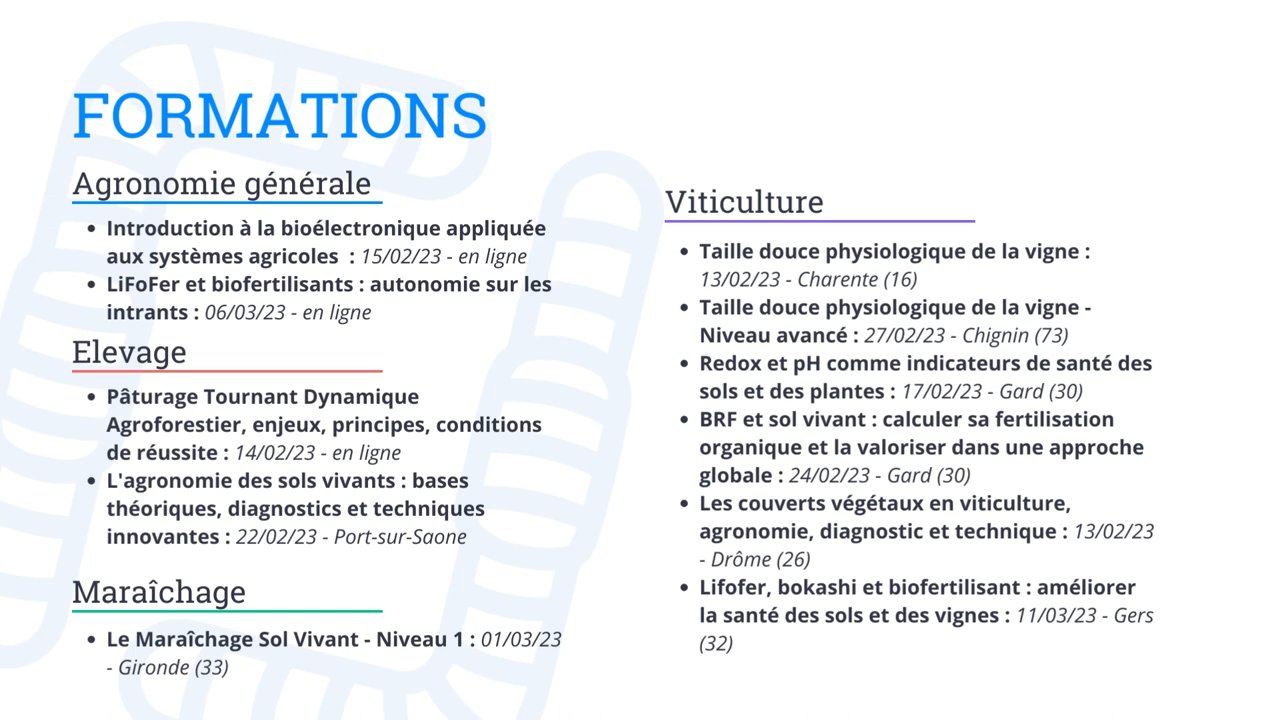 FORMATIONS
Agronomie générale
• Introduction à la bioélectronique appliquée
aux systèmes agricoles : 15/02/23 - en ligne
• LiFoFer et biofertilisants : autonomie sur les
intrants : 06/03/23 - en ligne
Elevage
• Pâturage Tournant Dynamique
Agroforestier, enjeux, principes, conditions
de réussite : 14/02/23 - en ligne
• L'agronomie des sols vivants : bases
théoriques, diagnostics et techniques
innovantes : 22/02/23 - Port-sur-Saone
Maraîchage
• Le Maraîchage Sol Vivant - Niveau 1 : 01/03/23
- Gironde (33)
Viticulture
• Taille douce physiologique de la vigne :
13/02/23 - Charente (16)
• Taille douce physiologique de la vigne -
Niveau avancé : 27/02/23 - Chignin (73)
• Redox et pH comme indicateurs de santé des
sols et des plantes : 17/02/23 - Gard (30)
• BRF et sol vivant : calculer sa fertilisation
organique et la valoriser dans une approche
globale : 24/02/23 - Gard (30)
• Les couverts végétaux en viticulture,
agronomie, diagnostic et technique : 13/02/23
- Drôme (26)
• Lifofer, bokashi et biofertilisant : améliorer
la santé des sols et des vignes : 11/03/23 - Gers
(32)